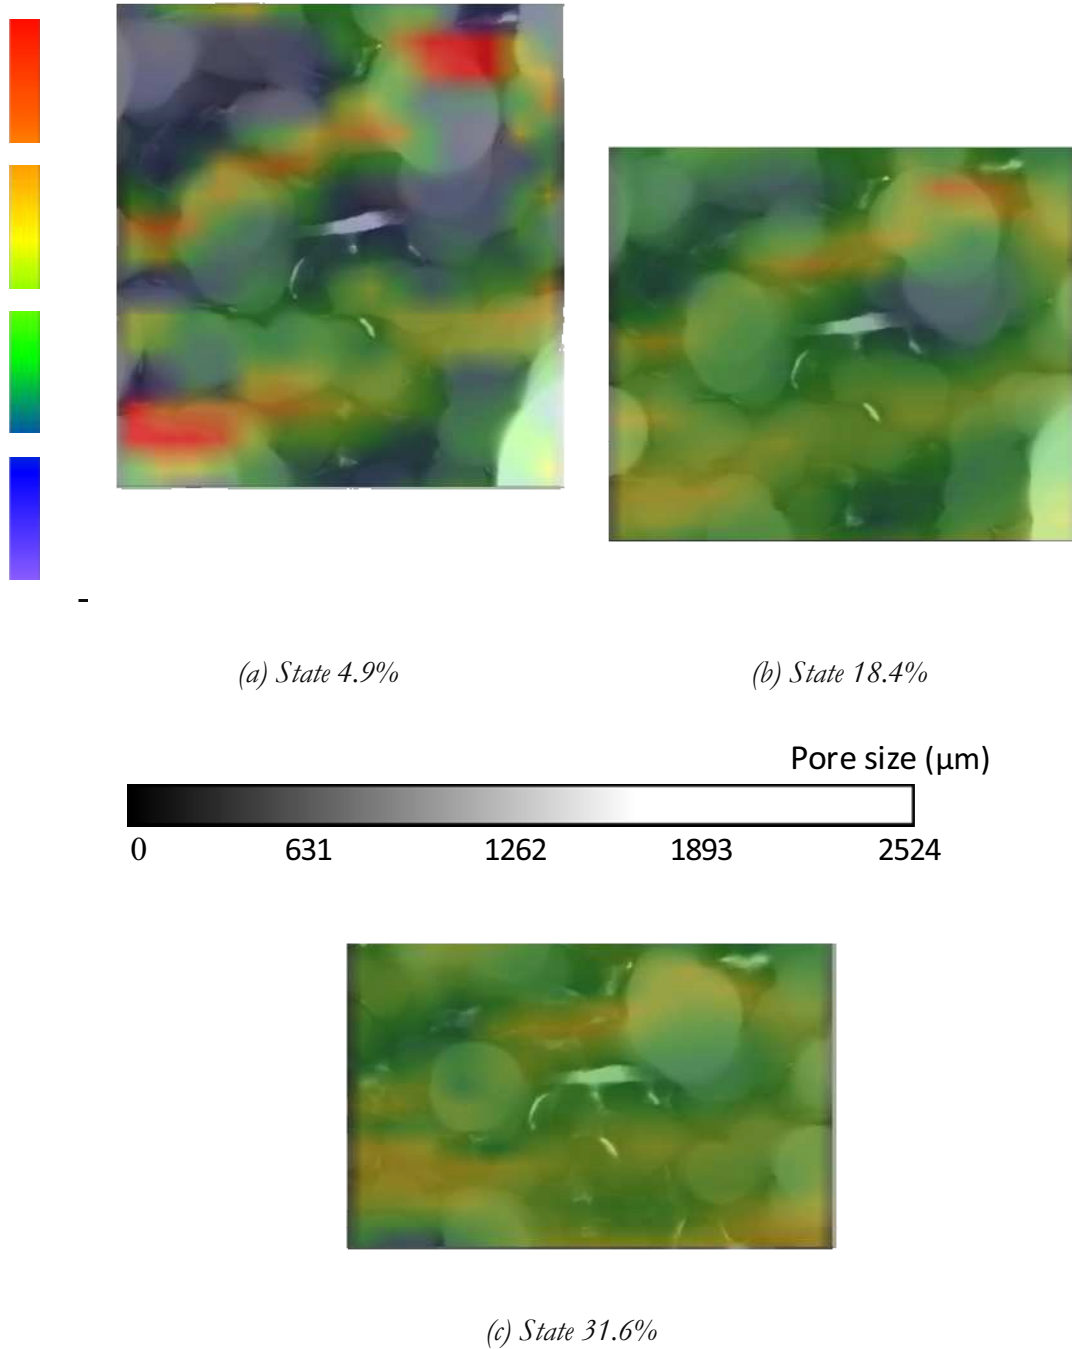 -
(a) State 4.9%
(b) State 18.4%
Pore size (µm)
0 631 1262 1893 2524
(c) State 31.6%